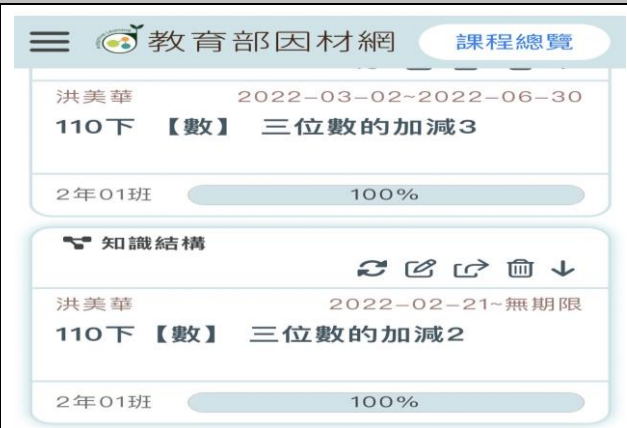 教育部因材網 課程總覽
洪美華 2022-03-02~2022-06-30
110下 【數】 三位數的加減3
2年01班 100%
知識結構
洪美華 2022-02-21~無期限
110下 【數】 三位數的加減2
2年01班 100%